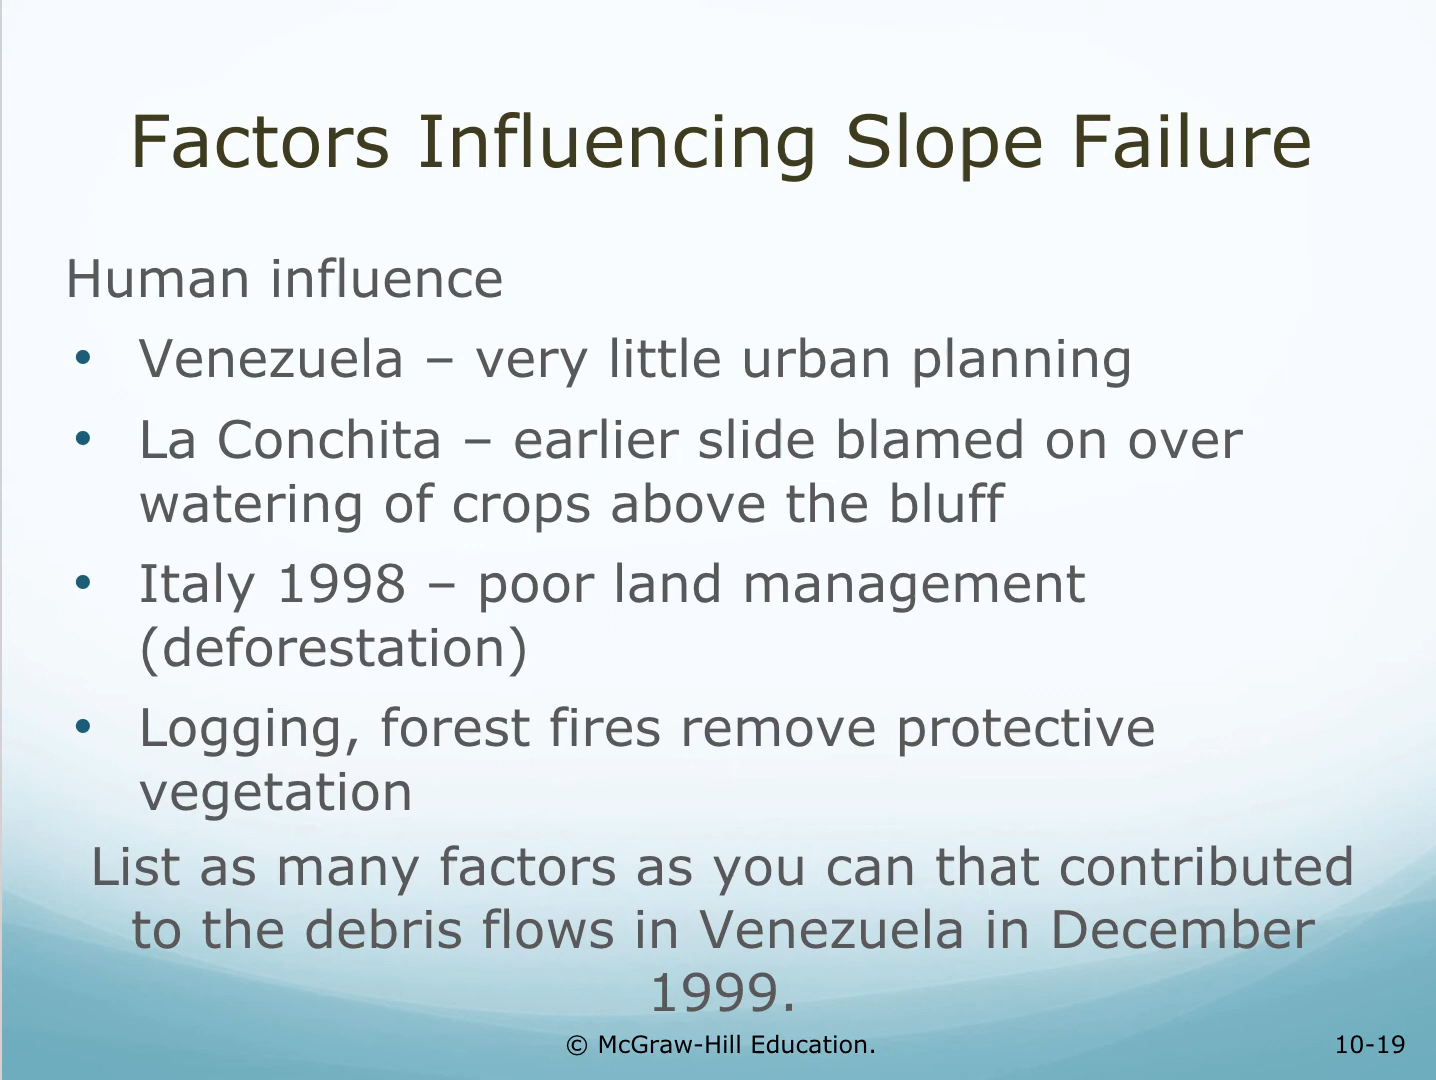 Factors Influencing Slope Failure
Human influence
• Venezuela – very little urban planning
• La Conchita – earlier slide blamed on over
watering of crops above the bluff
• Italy 1998 – poor land management
(deforestation)
• Logging, forest fires remove protective
vegetation
List as many factors as you can that contributed
to the debris flows in Venezuela in December
1999.
© McGraw-Hill Education.
10-19